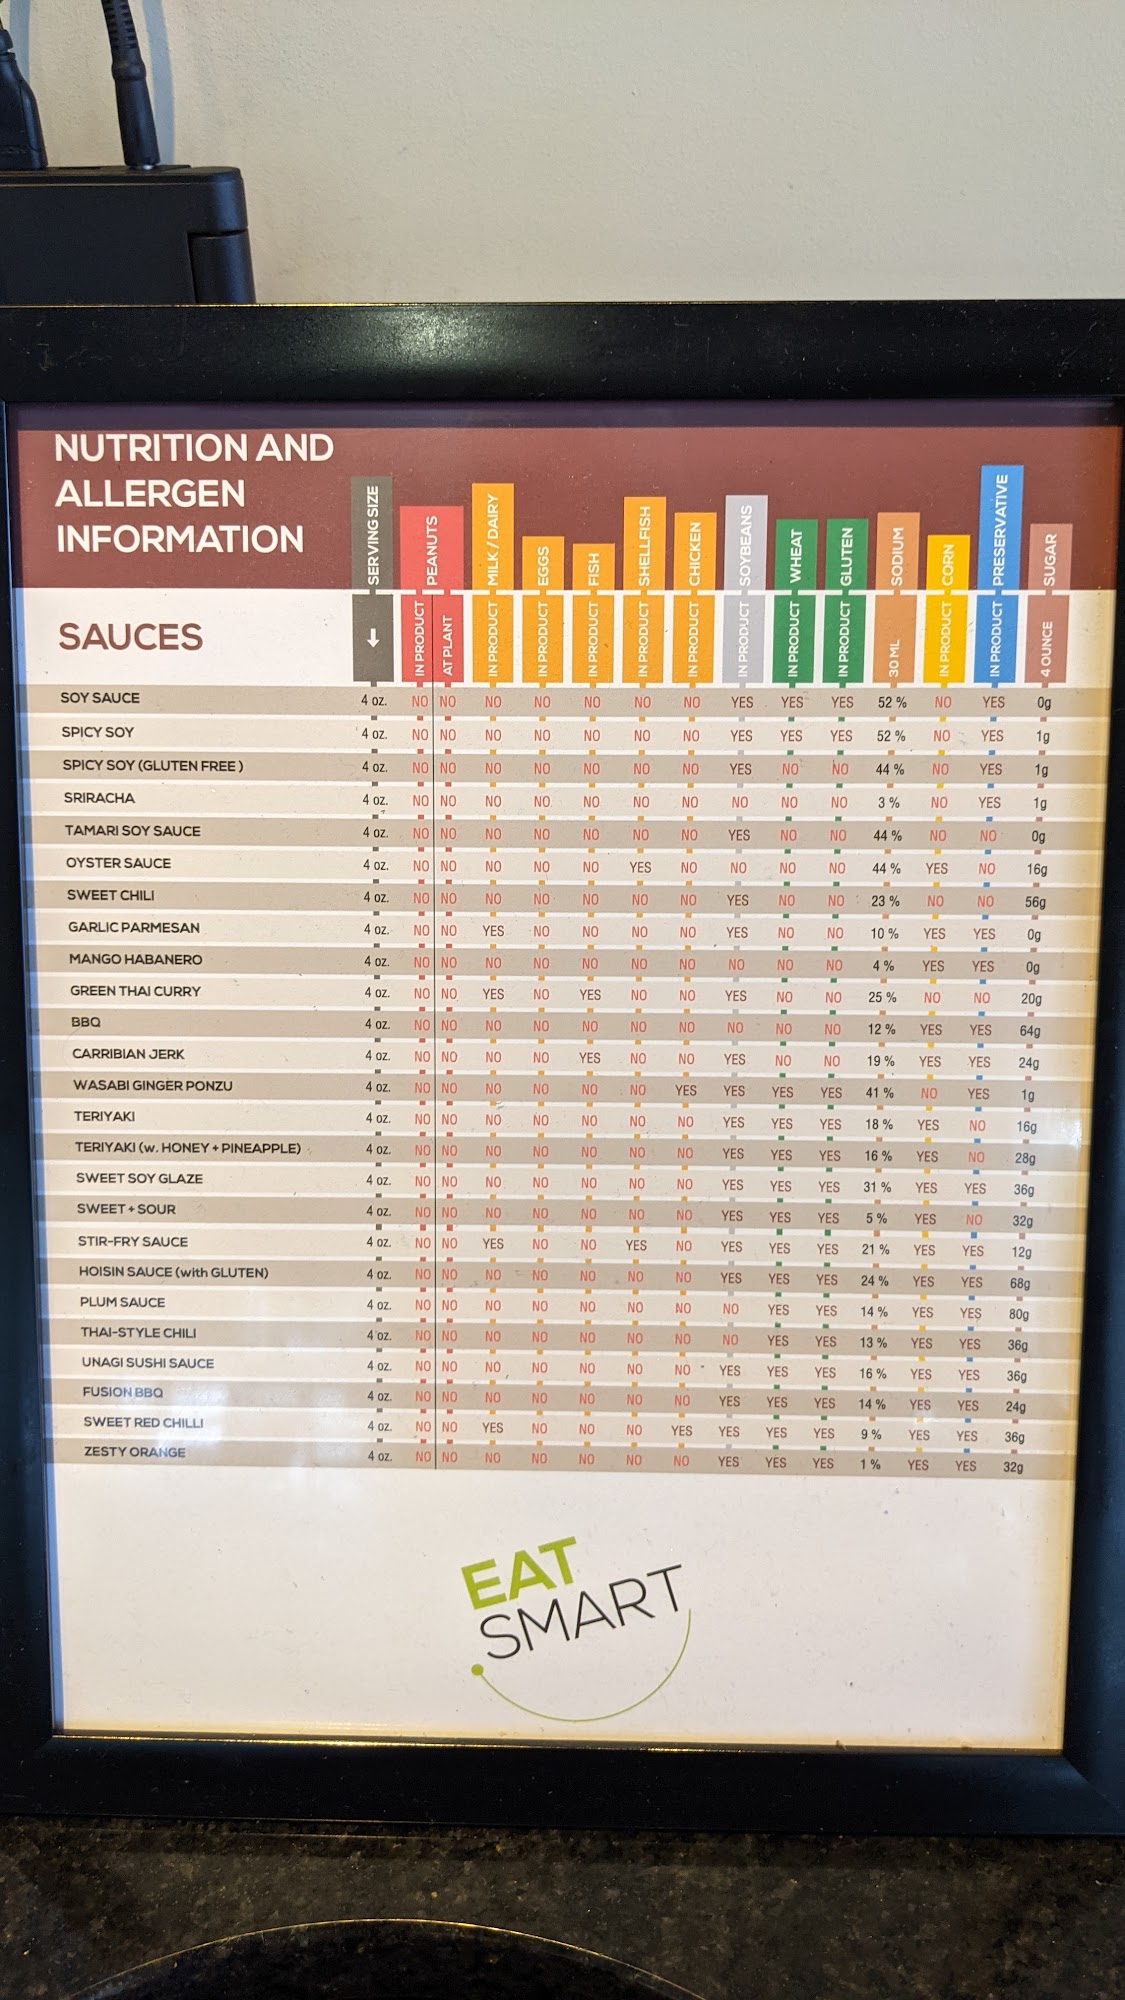 NUTRITION AND
ALLERGEN
INFORMATION
SERVING SIZE PEANUTS MILK / DAIRY EGGS FISH SHELLFISH CHICKEN SOYBEANS WHEAT GLUTEN SODIUM CORN PRESERVATIVE SUGAR
SAUCES IN PRODUCT AT PLANT IN PRODUCT IN PRODUCT IN PRODUCT IN PRODUCT IN PRODUCT IN PRODUCT IN PRODUCT IN PRODUCT 30 ML IN PRODUCT IN PRODUCT 4 OUNCE
SOY SAUCE 4 oz. NO NO NO NO NO NO NO YES YES YES 52 % NO YES 0g
SPICY SOY 4 oz. NO NO NO NO NO NO NO YES YES YES 52 % NO YES 1g
SPICY SOY (GLUTEN FREE ) 4 oz. NO NO NO NO NO NO NO YES NO NO 44 % NO YES 1g
SRIRACHA 4 oz. NO NO NO NO NO NO NO NO NO NO 3 % NO YES 1g
TAMARI SOY SAUCE 4 oz. NO NO NO NO NO NO NO YES NO NO 44 % NO NO 0g
OYSTER SAUCE 4 oz. NO NO NO NO NO YES NO NO NO NO 44 % YES NO 16g
SWEET CHILI 4 oz. NO NO NO NO NO NO NO YES NO NO 23 % NO NO 56g
GARLIC PARMESAN 4 oz. NO NO YES NO NO NO NO YES NO NO 10 % YES YES 0g
MANGO HABANERO 4 oz. NO NO NO NO NO NO NO NO NO NO 4 % YES YES 0g
GREEN THAI CURRY 4 oz. NO NO YES NO YES NO NO YES NO NO 25 % NO NO 20g
BBQ 4 oz. NO NO NO NO NO NO NO NO NO NO 12 % YES YES 64g
CARRIBIAN JERK 4 oz. NO NO NO NO YES NO NO YES NO NO 19 % YES YES 24g
WASABI GINGER PONZU 4 oz. NO NO NO NO NO NO YES YES YES YES 41 % NO YES 1g
TERIYAKI 4 oz. NO NO NO NO NO NO NO YES YES YES 18 % YES NO 16g
TERIYAKI (w. HONEY + PINEAPPLE) 4 oz. NO NO NO NO NO NO NO YES YES YES 16 % YES NO 28g
SWEET SOY GLAZE 4 oz. NO NO NO NO NO NO NO YES YES YES 31 % YES YES 36g
SWEET + SOUR 4 oz. NO NO NO NO NO NO NO YES YES YES 5 % YES NO 32g
STIR-FRY SAUCE 4 oz. NO NO YES NO NO YES NO YES YES YES 21 % YES YES 12g
HOISIN SAUCE (with GLUTEN) 4 oz. NO NO NO NO NO NO NO YES YES YES 24 % YES YES 68g
PLUM SAUCE 4 oz. NO NO NO NO NO NO NO NO YES YES 14 % YES YES 80g
THAI-STYLE CHILI 4 oz. NO NO NO NO NO NO NO NO YES YES 13 % YES YES 36g
UNAGI SUSHI SAUCE 4 oz. NO NO NO NO NO NO NO YES YES YES 16 % YES YES 36g
FUSION BBQ 4 oz. NO NO NO NO NO NO NO YES YES YES 14 % YES YES 24g
SWEET RED CHILLI 4 oz. NO NO YES NO NO NO YES YES YES YES 9 % YES YES 36g
ZESTY ORANGE 4 oz. NO NO NO NO NO NO NO YES YES YES 1 % YES YES 32g
EAT
SMART